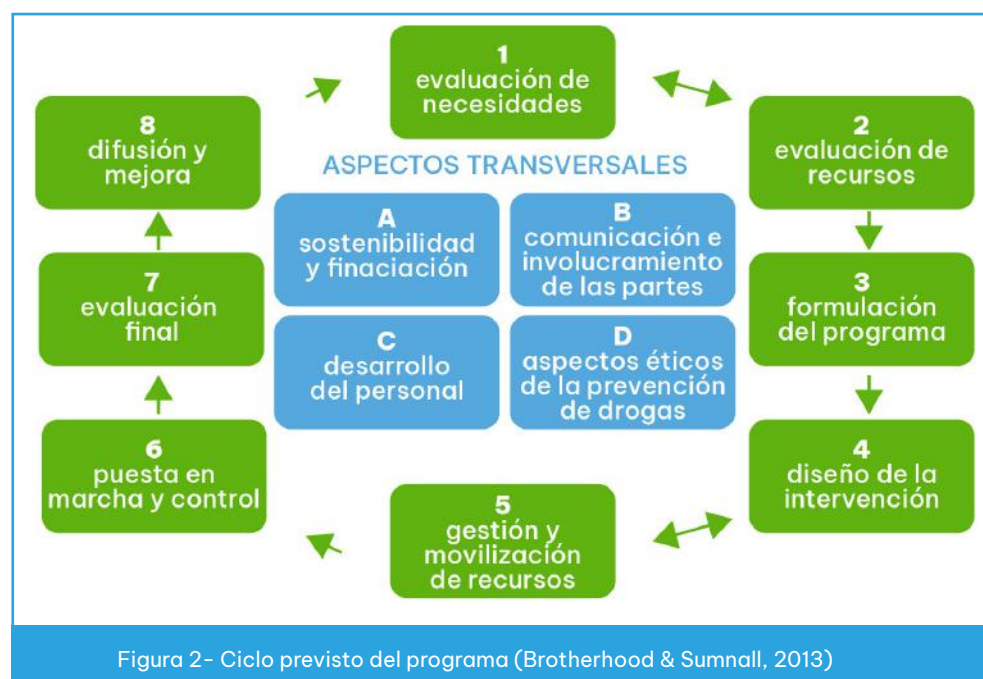 1
evaluación de
necesidades
2
evaluación de
recursos
3
formulación
del programa
4
diseño de la
intervención
5
gestión y
movilización
de recursos
6
puesta en
marcha y control
7
evaluación
final
8
difusión y
mejora
ASPECTOS TRANSVERSALES
A
sostenibilidad
y finaciación
B
comunicación e
involucramiento
de las partes
C
desarrollo
del personal
D
aspectos éticos
de la prevención
de drogas
Figura 2- Ciclo previsto del programa (Brotherhood & Sumnall, 2013)